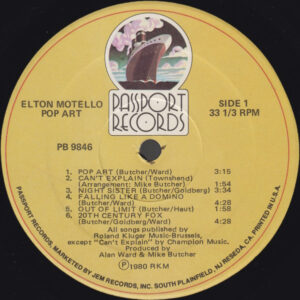 PASSPORT
RECORDS
ELTON MOTELLO
POP ART
SIDE 1
33 1/3 RPM
PB 9846
1. POP ART (Butcher/Ward) 3:15
2. CAN'T EXPLAIN (Townshend)
(Arrangement: Mike Butcher) 1:54
3. NIGHT SISTER (Butcher/Goldberg) 3:34
4. FALLING LIKE A DOMINO
(Butcher/Ward) 4:28
5. OUT OF LIMIT (Butcher/Haut) 1:58
6. 20TH CENTURY FOX
(Butcher/Goldberg/Ward) 4:28
All songs published by
Roland Kluger Music-Brussels,
except "Can't Explain" by Champion Music.
Produced by
Alan Ward & Mike Butcher
℗ 1980 RKM
PASSPORT RECORDS, MARKETED BY JEM RECORDS, INC. SOUTH PLAINFIELD, NJ RESEDA, CA. PRINTED IN U.S.A.